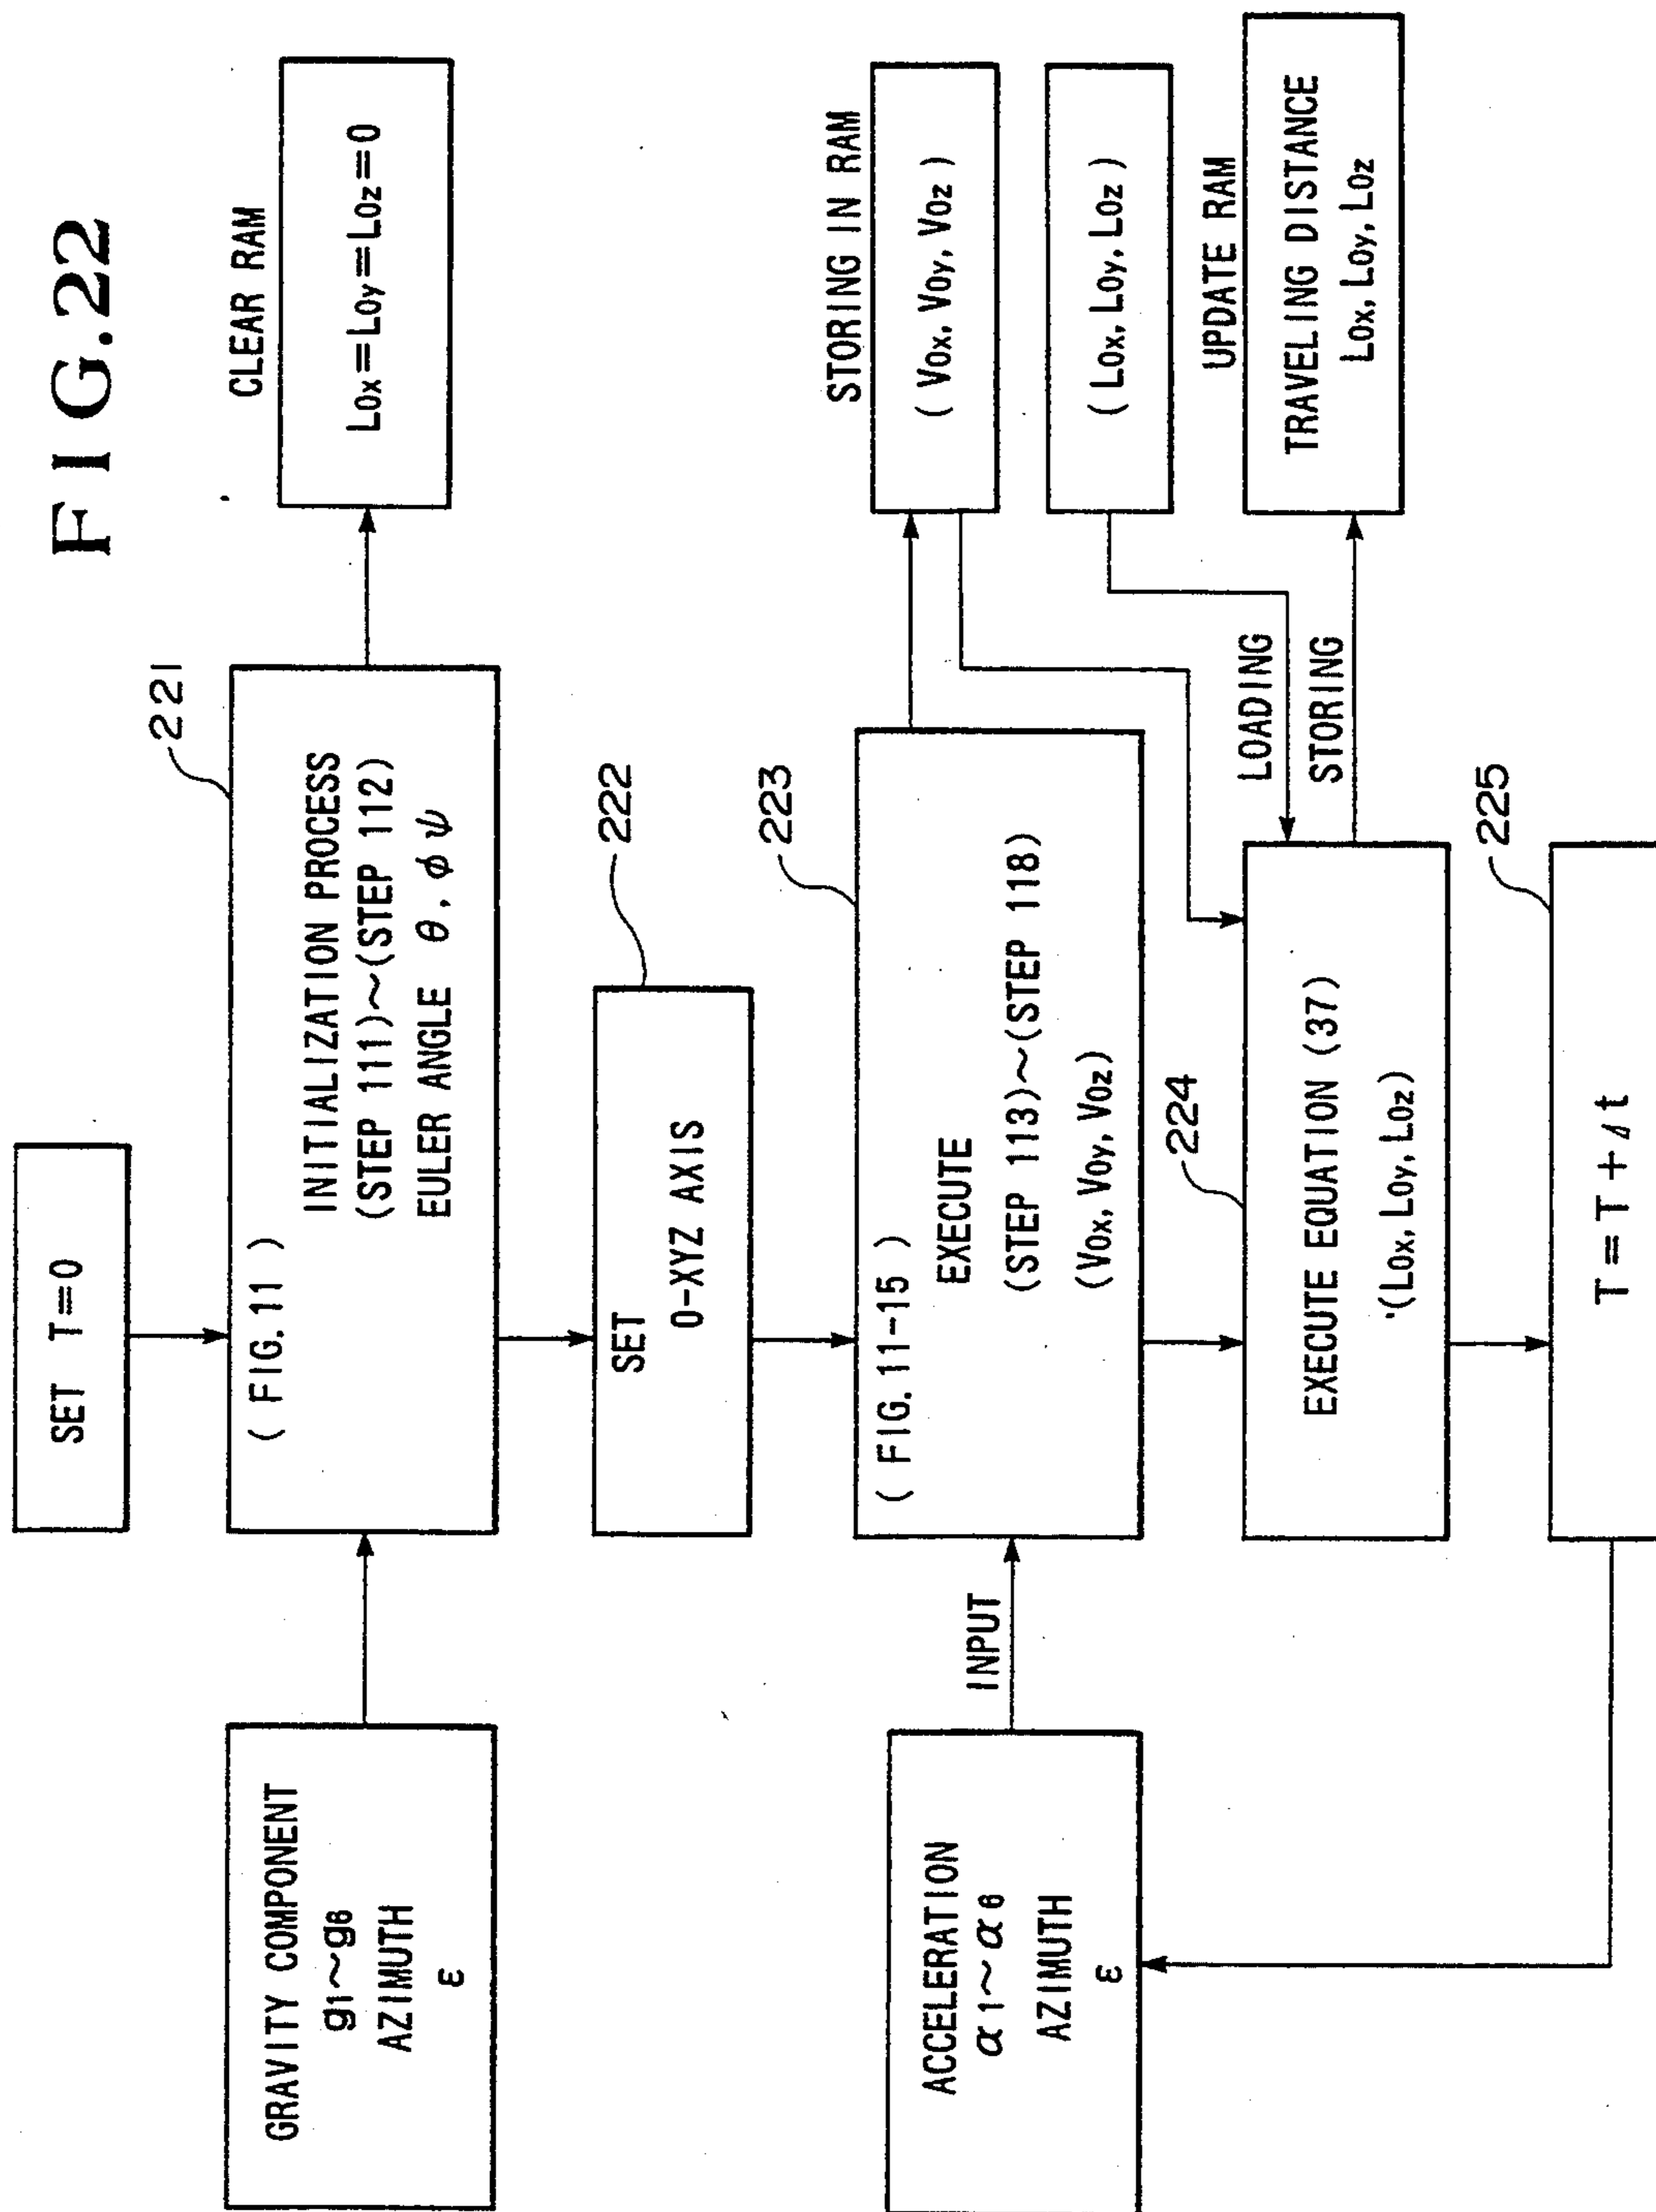 FIG.22
SET T=0
221
CLEAR RAM
GRAVITY COMPONENT
g1~g6
AZIMUTH
ε
( FIG.11 )
INITIALIZATION PROCESS
(STEP 111)~(STEP 112)
EULER ANGLE θ, φ ψ
L0x=L0y=L0z=0
222
SET
0-XYZ AXIS
223
STORING IN RAM
ACCELERATION
α1~α6
AZIMUTH
ε
INPUT
( FIG.11-15 )
EXECUTE
(STEP 113)~(STEP 118)
(V0x, V0y, V0z)
( V0x, V0y, V0z )
( L0x, L0y, L0z )
224
LOADING
STORING
UPDATE RAM
EXECUTE EQUATION (37)
(L0x, L0y, L0z)
TRAVELING DISTANCE
L0x, L0y, L0z
225
T=T+Δt